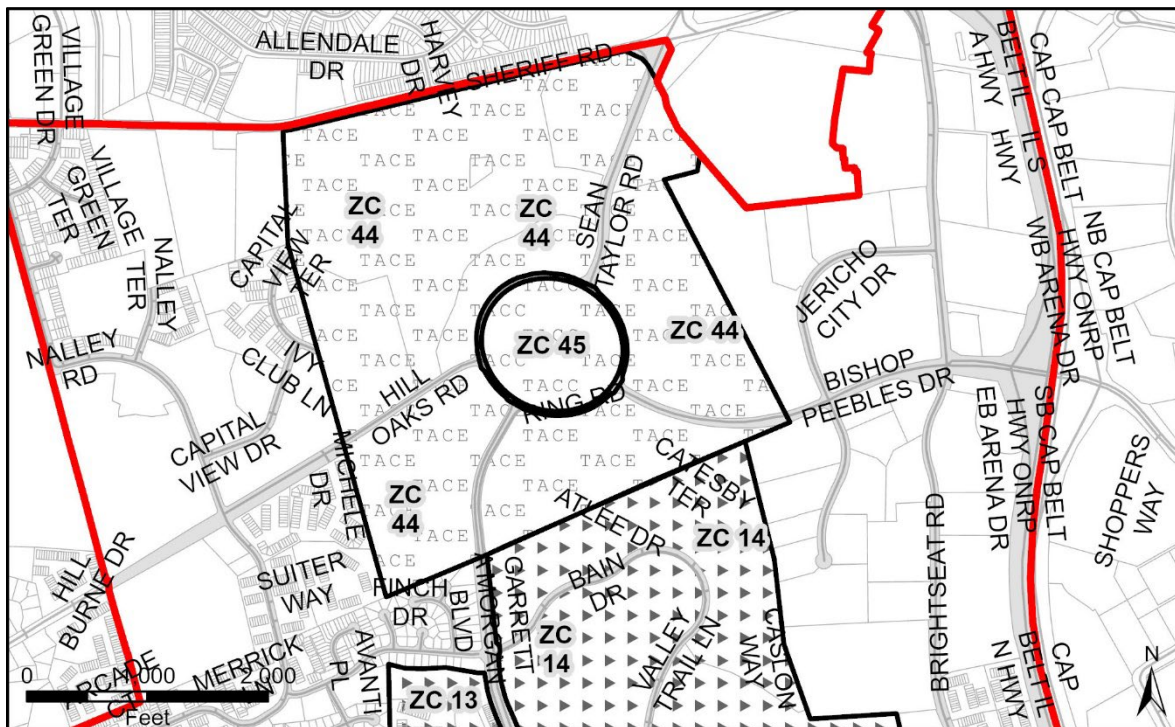 VILLAGE
GREEN DR
ALLENDALE
DR
HARVEY
DR
SHERIFF RD
CAP CAP BELT
BELT IL
A HWY
IL S
HWY
VILLAGE
GREEN
TER
NALLEY
TER
NALLEY
RD
CAPITAL
VIEW
TER
ZC
44
ZC
44
SEAN
TAYLOR RD
JERICHO
CITY DR
WB ARENA DR
HWY ONRP
NB CAP BELT
IVY
CLUB LN
CAPITAL
VIEW DR
HILL
OAKS RD
ZC 45
RING RD
ZC 44
BISHOP
PEEBLES DR
EB ARENA DR
HWY ONRP
SB CAP BELT
SHOPPERS
WAY
MICHELE
DR
ZC
44
CATESBY
TER
ATLEE DR
ZC 14
BRIGHTSEAT RD
HILL
BURNE DR
SUITER
WAY
FINCH
DR
GARRETT
A MORGAN
BLVD
BAIN
DR
ZC
14
VALLEY
TRAIL LN
CASLON
WAY
AVANTI
PL
MERRICK
LN
ARCADE
CT
ZC 13
N HWY
BELT IL
CAP
TACE
TACC
0
1,000
2,000
Feet
N